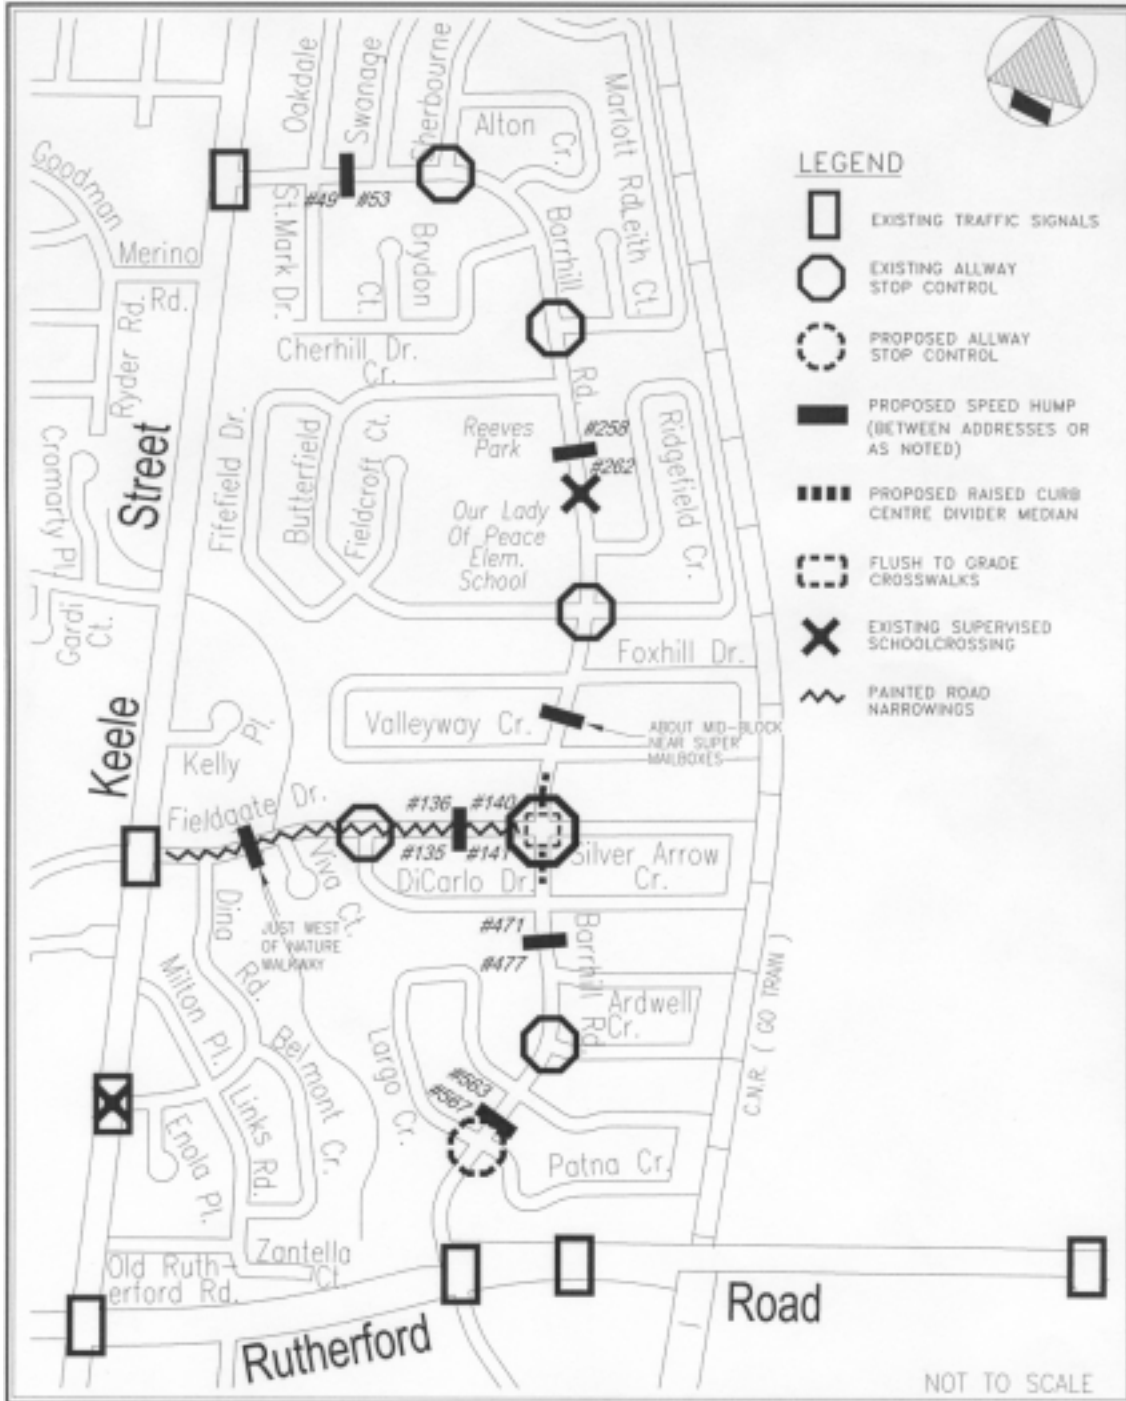 Oakdale
Swanage
Cherbourne
Alton
Cr.
Marlott Rd.
Leith Ct.
Goodman
#49
#53
St.Mark Dr.
Barrhill
Rd.
Merino
Rd.
Brydon
Ct.
Ryder Rd.
Cherhill Dr.
Cr.
Street
Fifefield Dr.
Butterfield
Fieldcroft Ct.
Reeves
Park
#258
#262
Ridgefield Cr.
Cromarty Pl.
Our Lady
Of Peace
Elem.
School
Gardi
Ct.
Foxhill Dr.
Keele
Valleyway Cr.
ABOUT MID-BLOCK
NEAR SUPER
MAILBOXES
Kelly
Pl.
Fieldgate Dr.
#136
#140
#135
#141
Silver Arrow
Cr.
Viva Ct.
DiCarlo Dr.
Dina
Rd.
JUST WEST
OF NATURE
WALKWAY
#471
#477
Barrhill Rd.
Milton Pl.
Belmont Cr.
Largo Cr.
Ardwell
Cr.
C.N.R. ( GO TRAIN )
#563
#567
Links Rd.
Enola Pl.
Patna Cr.
Old Ruth-
erford Rd.
Zantella
Ct.
Rutherford
Road
LEGEND
EXISTING TRAFFIC SIGNALS
EXISTING ALLWAY
STOP CONTROL
PROPOSED ALLWAY
STOP CONTROL
PROPOSED SPEED HUMP
(BETWEEN ADDRESSES OR
AS NOTED)
PROPOSED RAISED CURB
CENTRE DIVIDER MEDIAN
FLUSH TO GRADE
CROSSWALKS
EXISTING SUPERVISED
SCHOOLCROSSING
PAINTED ROAD
NARROWINGS
NOT TO SCALE